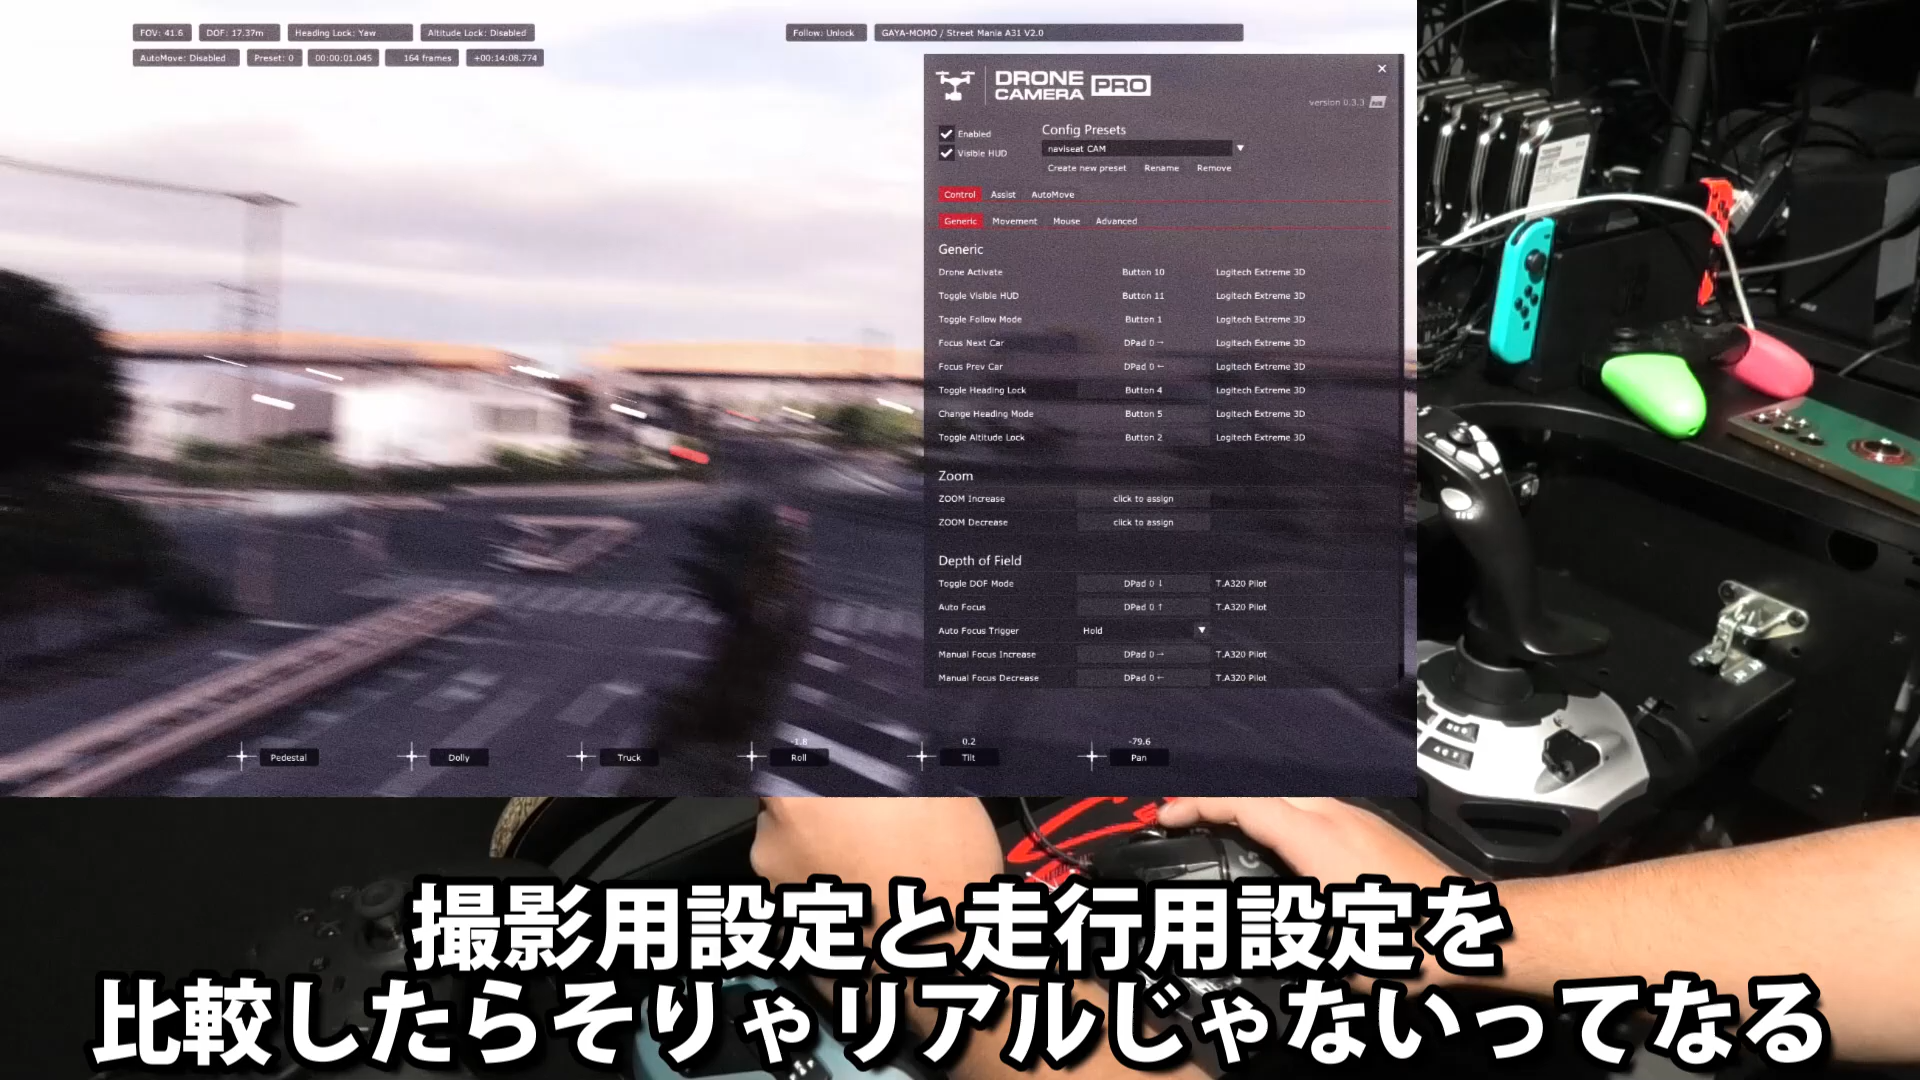 FOV: 41.6
DOF: 17.37m
Heading Lock: Yaw
Altitude Lock: Disabled
Follow: Unlock
GAYA-MOMO / Street Mania A31 V2.0
AutoMove: Disabled
Preset: 0
00:00:01.045
164 frames
+00:14:08.774
DRONE
CAMERA PRO
version 0.3.3
Enabled
Visible HUD
Config Presets
naviseat CAM
Create new preset Rename Remove
Control Assist AutoMove
Generic Movement Mouse Advanced
Generic
Drone Activate Button 10 Logitech Extreme 3D
Toggle Visible HUD Button 11 Logitech Extreme 3D
Toggle Follow Mode Button 1 Logitech Extreme 3D
Focus Next Car DPad 0 → Logitech Extreme 3D
Focus Prev Car DPad 0 ← Logitech Extreme 3D
Toggle Heading Lock Button 4 Logitech Extreme 3D
Change Heading Mode Button 5 Logitech Extreme 3D
Toggle Altitude Lock Button 2 Logitech Extreme 3D
Zoom
ZOOM Increase click to assign
ZOOM Decrease click to assign
Depth of Field
Toggle DOF Mode DPad 0 ↓ T.A320 Pilot
Auto Focus DPad 0 ↑ T.A320 Pilot
Auto Focus Trigger Hold
Manual Focus Increase DPad 0 → T.A320 Pilot
Manual Focus Decrease DPad 0 ← T.A320 Pilot
-1.8 0.2 -79.6
Pedestal Dolly Truck Roll Tilt Pan
撮影用設定と走行用設定を
比較したらそりゃリアルじゃないってなる